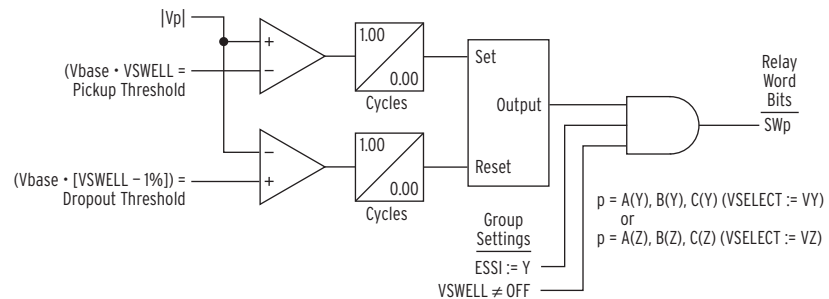 |Vp|
+
−
(Vbase • VSWELL =
Pickup Threshold
1.00
0.00
Cycles
Set
Output
Reset
−
+
(Vbase • [VSWELL − 1%]) =
Dropout Threshold
1.00
0.00
Cycles
Relay
Word
Bits
SWp
Group
Settings
ESSI := Y
VSWELL ≠ OFF
p = A(Y), B(Y), C(Y) (VSELECT := VY)
or
p = A(Z), B(Z), C(Z) (VSELECT := VZ)